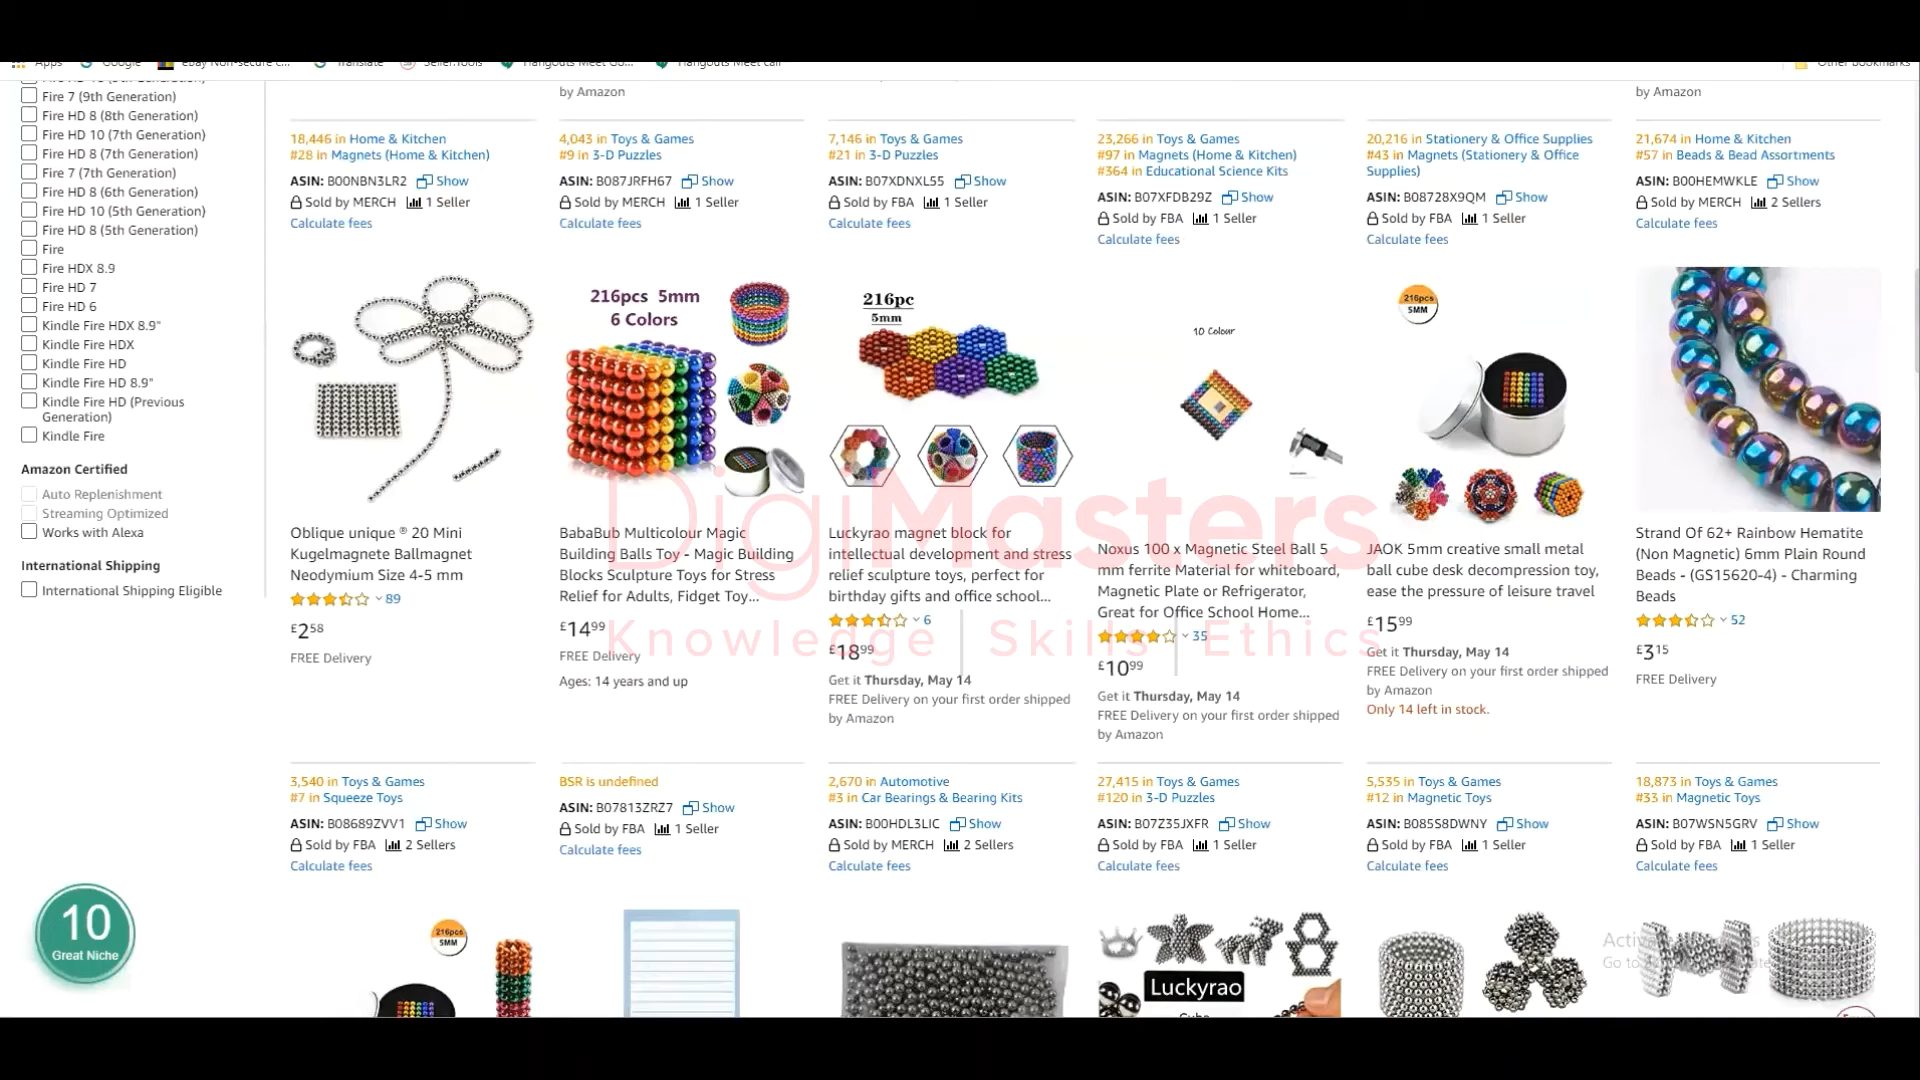 Apps Google eBay Non-secure c... Translate SellerTools Hangouts Meet Go... Hangouts Meet call Other bookmarks
Fire 7 (9th Generation)
Fire HD 8 (8th Generation)
Fire HD 10 (7th Generation)
Fire HD 8 (7th Generation)
Fire 7 (7th Generation)
Fire HD 8 (6th Generation)
Fire HD 10 (5th Generation)
Fire HD 8 (5th Generation)
Fire
Fire HDX 8.9
Fire HD 7
Fire HD 6
Kindle Fire HDX 8.9"
Kindle Fire HDX
Kindle Fire HD
Kindle Fire HD 8.9"
Kindle Fire HD (Previous
Generation)
Kindle Fire
Amazon Certified
Auto Replenishment
Streaming Optimized
Works with Alexa
International Shipping
International Shipping Eligible
10
Great Niche
18,446 in Home & Kitchen
#28 in Magnets (Home & Kitchen)
ASIN: B00NBN3LR2 Show
Sold by MERCH 1 Seller
Calculate fees
by Amazon
4,043 in Toys & Games
#9 in 3-D Puzzles
ASIN: B087JRFH67 Show
Sold by MERCH 1 Seller
Calculate fees
7,146 in Toys & Games
#21 in 3-D Puzzles
ASIN: B07XDNXL55 Show
Sold by FBA 1 Seller
Calculate fees
23,266 in Toys & Games
#97 in Magnets (Home & Kitchen)
#364 in Educational Science Kits
ASIN: B07XFDB29Z Show
Sold by FBA 1 Seller
Calculate fees
20,216 in Stationery & Office Supplies
#43 in Magnets (Stationery & Office
Supplies)
ASIN: B08728X9QM Show
Sold by FBA 1 Seller
Calculate fees
by Amazon
21,674 in Home & Kitchen
#57 in Beads & Bead Assortments
ASIN: B00HEMWKLE Show
Sold by MERCH 2 Sellers
Calculate fees
Oblique unique ® 20 Mini
Kugelmagnete Ballmagnet
Neodymium Size 4-5 mm
89
£2 58
FREE Delivery
216pcs 5mm
6 Colors
BabaBub Multicolour Magic
Building Balls Toy - Magic Building
Blocks Sculpture Toys for Stress
Relief for Adults, Fidget Toy...
£14 99
FREE Delivery
Ages: 14 years and up
216pc
5mm
Luckyrao magnet block for
intellectual development and stress
relief sculpture toys, perfect for
birthday gifts and office school...
6
£18 99
Get it Thursday, May 14
FREE Delivery on your first order shipped
by Amazon
10 Colour
Noxus 100 x Magnetic Steel Ball 5
mm ferrite Material for whiteboard,
Magnetic Plate or Refrigerator,
Great for Office School Home...
35
£10 99
Get it Thursday, May 14
FREE Delivery on your first order shipped
by Amazon
216pcs
5MM
JAOK 5mm creative small metal
ball cube desk decompression toy,
ease the pressure of leisure travel
£15 99
Get it Thursday, May 14
FREE Delivery on your first order shipped
by Amazon
Only 14 left in stock.
Strand Of 62+ Rainbow Hematite
(Non Magnetic) 6mm Plain Round
Beads - (GS15620-4) - Charming
Beads
52
£3 15
FREE Delivery
DigiMasters
Knowledge Skills Ethics
3,540 in Toys & Games
#7 in Squeeze Toys
ASIN: B08689ZVV1 Show
Sold by FBA 2 Sellers
Calculate fees
BSR is undefined
ASIN: B07813ZRZ7 Show
Sold by FBA 1 Seller
Calculate fees
2,670 in Automotive
#3 in Car Bearings & Bearing Kits
ASIN: B00HDL3LIC Show
Sold by MERCH 2 Sellers
Calculate fees
27,415 in Toys & Games
#120 in 3-D Puzzles
ASIN: B07Z35JXFR Show
Sold by FBA 1 Seller
Calculate fees
5,535 in Toys & Games
#12 in Magnetic Toys
ASIN: B085S8DWNY Show
Sold by FBA 1 Seller
Calculate fees
18,873 in Toys & Games
#33 in Magnetic Toys
ASIN: B07WSN5GRV Show
Sold by FBA 1 Seller
Calculate fees
216pcs
5MM
Luckyrao
Cube
Go to